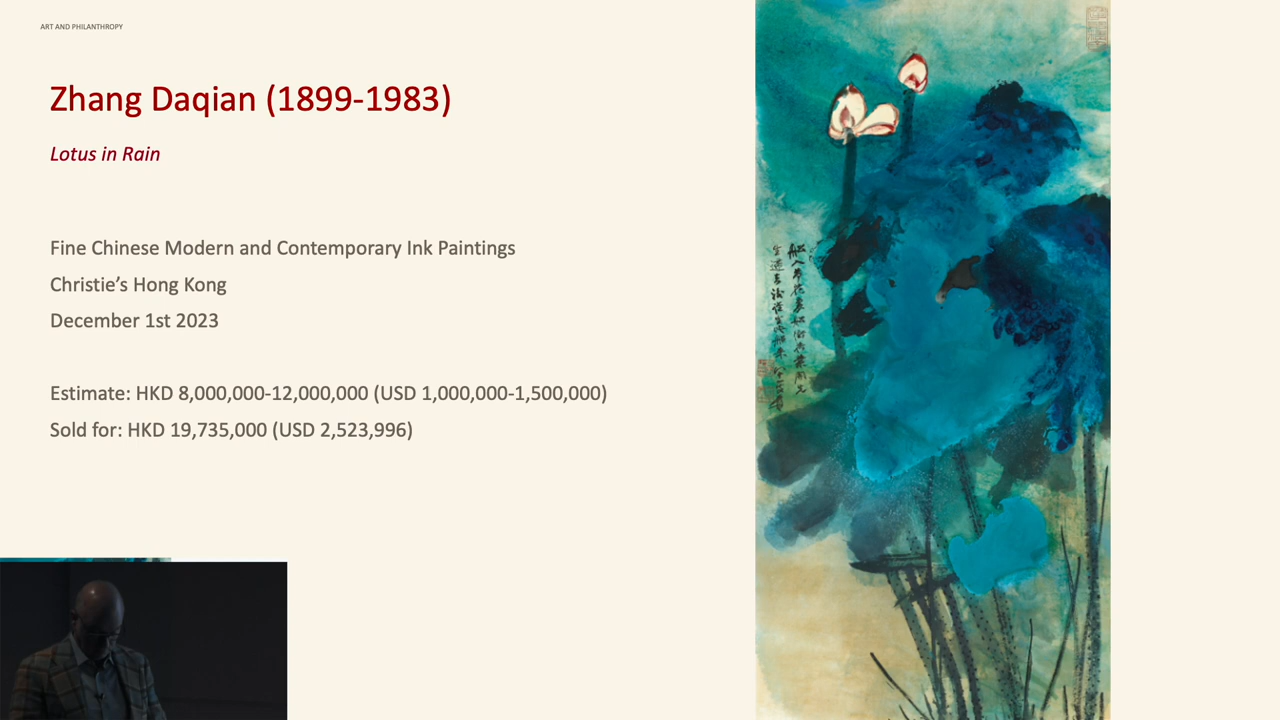 ART AND PHILANTHROPY
Zhang Daqian (1899-1983)
Lotus in Rain
Fine Chinese Modern and Contemporary Ink Paintings
Christie’s Hong Kong
December 1st 2023
Estimate: HKD 8,000,000-12,000,000 (USD 1,000,000-1,500,000)
Sold for: HKD 19,735,000 (USD 2,523,996)